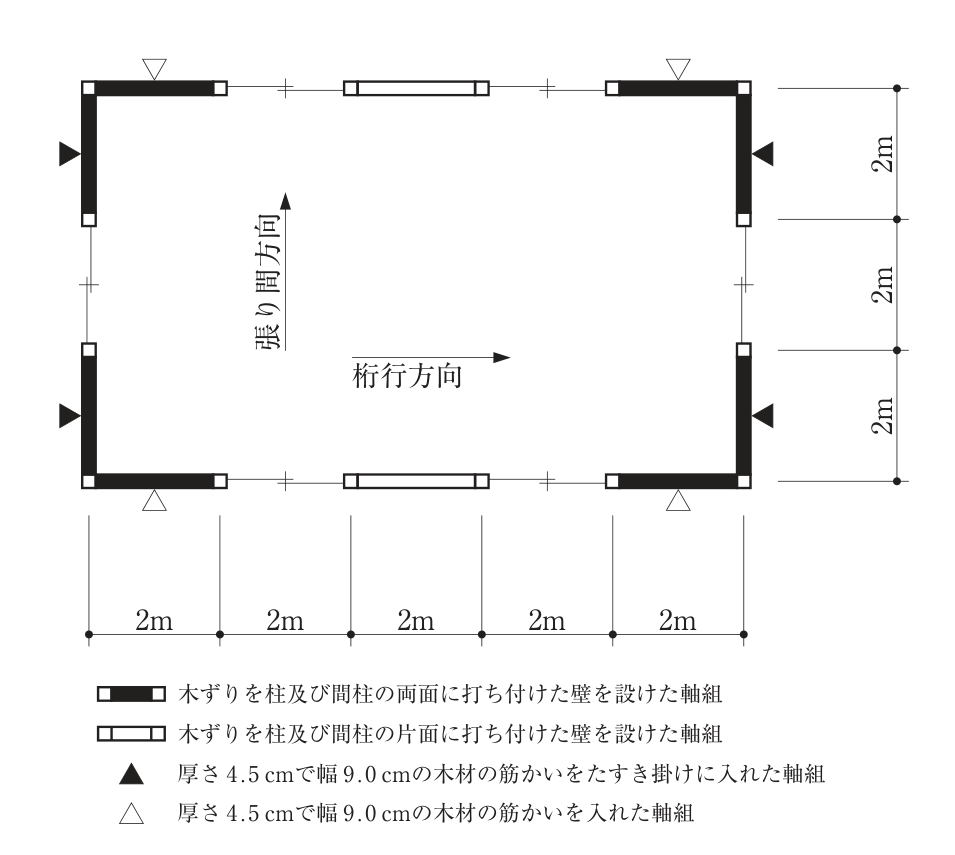 張り間方向
桁行方向
2m
2m
2m
2m
2m
2m
2m
2m
木ずりを柱及び間柱の両面に打ち付けた壁を設けた軸組
木ずりを柱及び間柱の片面に打ち付けた壁を設けた軸組
厚さ4.5cmで幅9.0cmの木材の筋かいをたすき掛けに入れた軸組
厚さ4.5cmで幅9.0cmの木材の筋かいを入れた軸組